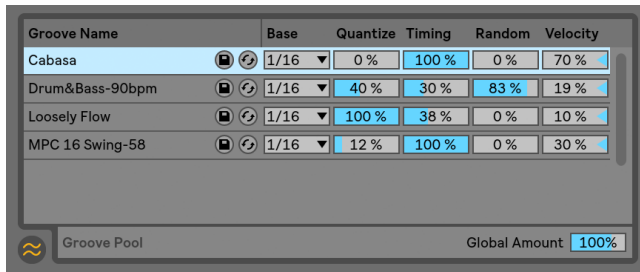 Groove Name Base Quantize Timing Random Velocity
Cabasa 1/16 0 % 100 % 0 % 70 %
Drum&Bass-90bpm 1/16 40 % 30 % 83 % 19 %
Loosely Flow 1/16 100 % 38 % 0 % 10 %
MPC 16 Swing-58 1/16 12 % 100 % 0 % 30 %
Groove Pool Global Amount 100%